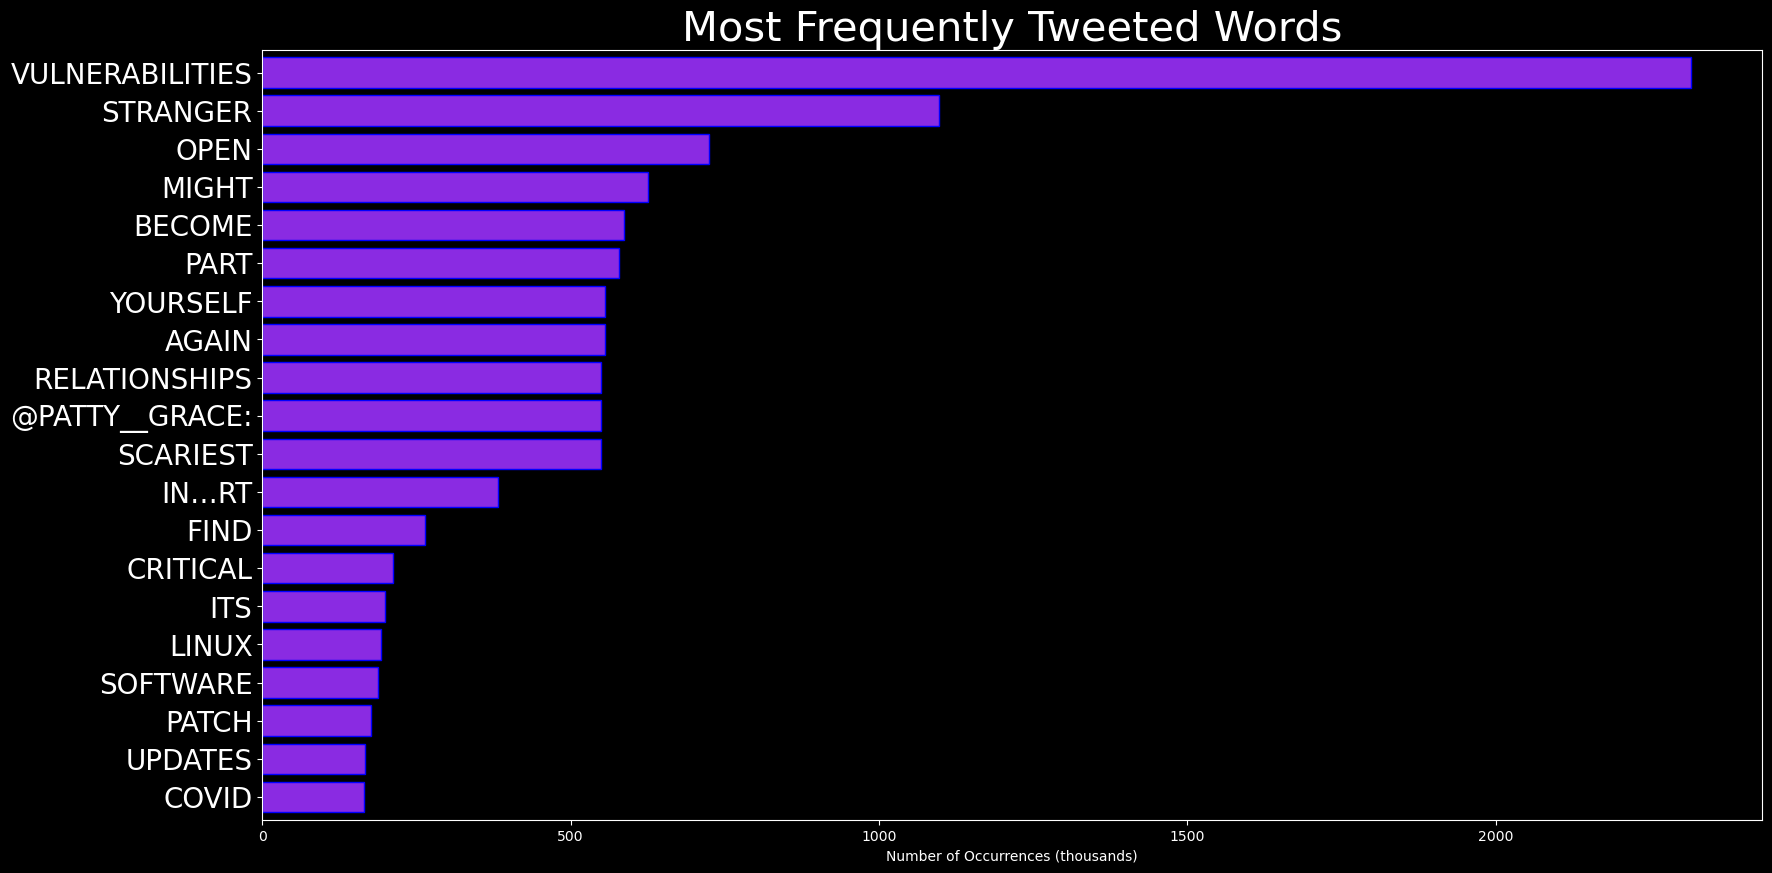 Most Frequently Tweeted Words
VULNERABILITIES
STRANGER
OPEN
MIGHT
BECOME
PART
YOURSELF
AGAIN
RELATIONSHIPS
@PATTY__GRACE:
SCARIEST
IN…RT
FIND
CRITICAL
ITS
LINUX
SOFTWARE
PATCH
UPDATES
COVID
0 500 1000 1500 2000
Number of Occurrences (thousands)